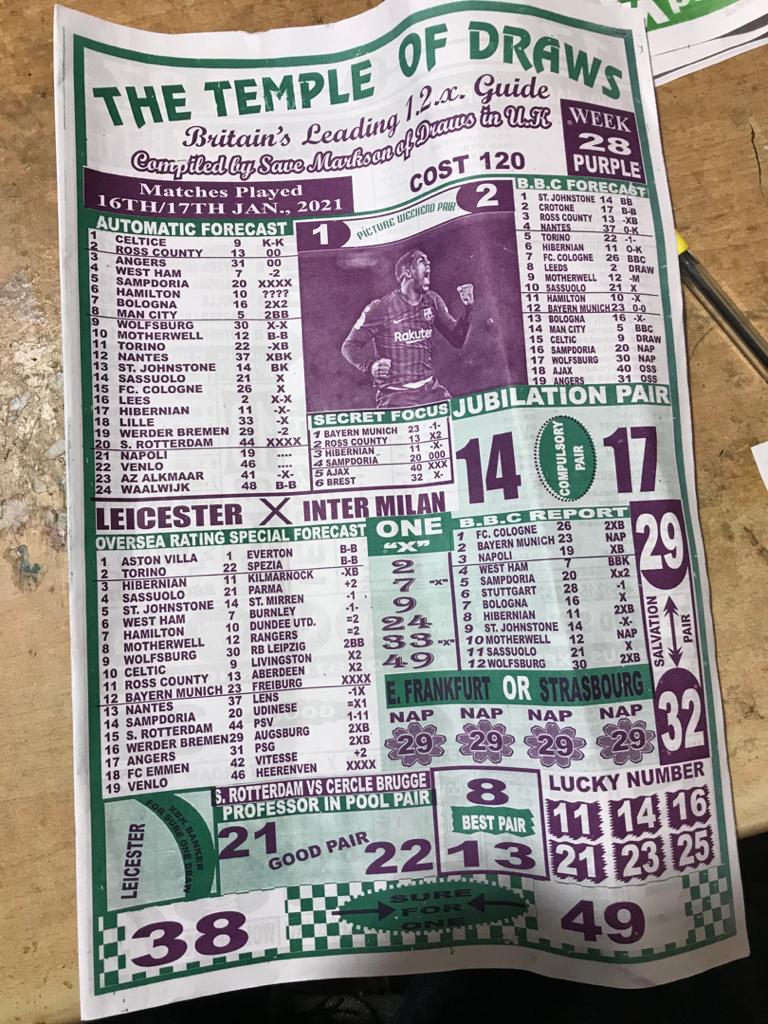 THE TEMPLE OF DRAWS
Britain's Leading 1.2.x. Guide
Compiled by Save Markson of Draws in U.K
COST 120
WEEK
28
PURPLE
Matches Played
16TH/17TH JAN., 2021
AUTOMATIC FORECAST
1 CELTICE 9 K-K
2 ROSS COUNTY 13 00
3 ANGERS 31 00
4 WEST HAM 7 -2
5 SAMPDORIA 20 XXXX
6 HAMILTON 10 ????
7 BOLOGNA 16 2X2
8 MAN CITY 5 2BB
9 WOLFSBURG 30 X-X
10 MOTHERWELL 12 B-B
11 TORINO 22 -XB
12 NANTES 37 XBK
13 ST. JOHNSTONE 14 BK
14 SASSUOLO 21 X
15 FC. COLOGNE 26 X
16 LEES 2 X-X
17 HIBERNIAN 11 -X-
18 LILLE 33 -X
19 WERDER BREMEN 29 -2
20 S. ROTTERDAM 44 XXXX
21 NAPOLI 19 ....
22 VENLO 46 ....
23 AZ ALKMAAR 41 -X-
24 WAALWIJK 48 B-B
1 PICTURE WEEKEND PAIR 2
Rakuten
B.B.C FORECAST
1 ST. JOHNSTONE 14 BB
2 CROTONE 17 B-B
3 ROSS COUNTY 13 -XB
4 NANTES 37 0-K
5 TORINO 22 -1-
6 HIBERNIAN 11 0-K
7 FC. COLOGNE 26 BBC
8 LEEDS 2 DRAW
9 MOTHERWELL 12 -M
10 SASSUOLO 21 X
11 HAMILTON 10 -X
12 BAYERN MUNICH 23 0-0
13 BOLOGNA 16 -X-
14 MAN CITY 5 BBC
15 CELTIC 9 DRAW
16 SAMPDORIA 20 NAP
17 WOLFSBURG 30 NAP
18 AJAX 40 OSS
19 ANGERS 31 OSS
SECRET FOCUS
1 BAYERN MUNICH 23 -1-
2 ROSS COUNTY 13 X2
3 HIBERNIAN 11 -X-
4 SAMPDORIA 20 000
5 AJAX 40 XXX
6 BREST 32 X-
JUBILATION PAIR
14 COMPULSORY PAIR 17
LEICESTER X INTER MILAN
OVERSEA RATING SPECIAL FORECAST
1 ASTON VILLA 1 EVERTON B-B
2 TORINO 22 SPEZIA B-B
3 HIBERNIAN 11 KILMARNOCK -XB
4 SASSUOLO 21 PARMA +2
5 ST. JOHNSTONE 14 ST. MIRREN -1
6 WEST HAM 7 BURNLEY -1-
7 HAMILTON 10 DUNDEE UTD. =2
8 MOTHERWELL 12 RANGERS =2
9 WOLFSBURG 30 RB LEIPZIG 2BB
10 CELTIC 9 LIVINGSTON X2
11 ROSS COUNTY 13 ABERDEEN X2
12 BAYERN MUNICH 23 FREIBURG XXXX
13 NANTES 37 LENS -1X
14 SAMPDORIA 20 UDINESE =X1
15 S. ROTTERDAM 44 PSV 1-11
16 WERDER BREMEN 29 AUGSBURG 2XB
17 ANGERS 31 PSG 2XB
18 FC EMMEN 42 VITESSE +2
19 VENLO 46 HEERENVEN XXXX
ONE
"X"
2
7 "X"
9
24
33 "X"
49
B.B.C REPORT
1 FC. COLOGNE 26 2XB
2 BAYERN MUNICH 23 NAP
3 NAPOLI 19 XB
4 WEST HAM 7 BBK
5 SAMPDORIA 20 Xx2
6 STUTTGART 28 -1
7 BOLOGNA 16 X
8 HIBERNIAN 11 2XB
9 ST. JOHNSTONE 14 -X-
10 MOTHERWELL 12 NAP
11 SASSUOLO 21 X
12 WOLFSBURG 30 2XB
29
SALVATION PAIR
32
E. FRANKFURT OR STRASBOURG
NAP NAP NAP NAP
29 29 29 29
LEICESTER
XBK BANKER
FOR SURE ONE DRAW
S. ROTTERDAM VS CERCLE BRUGGE
PROFESSOR IN POOL PAIR
21 GOOD PAIR 22
8
BEST PAIR
13
LUCKY NUMBER
11 14 16
21 23 25
38 SURE FOR ONE 49